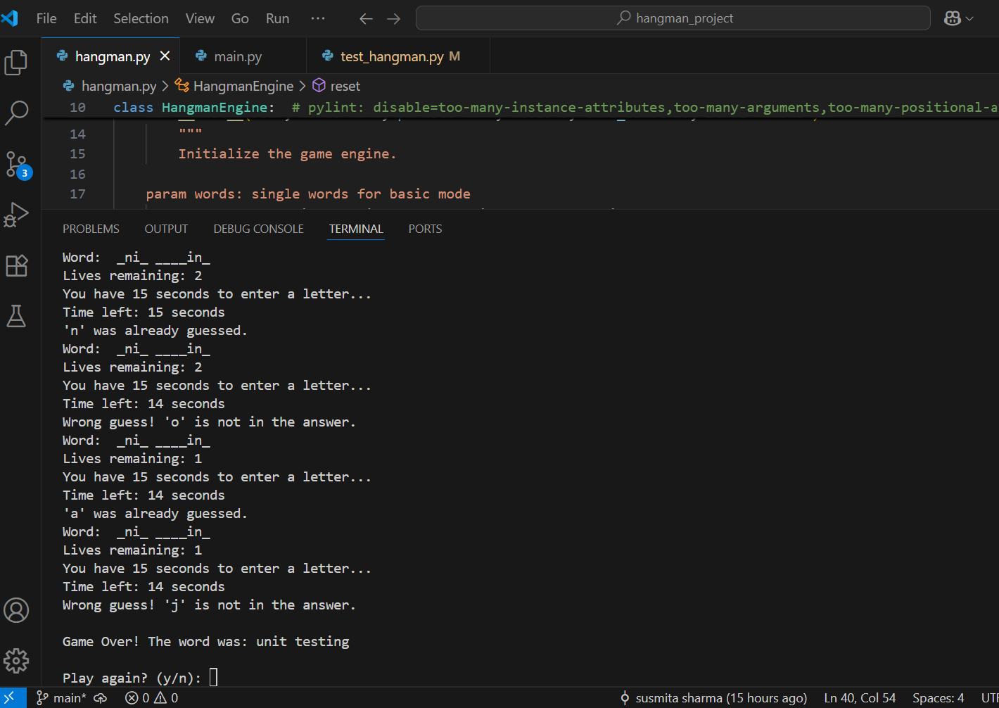 File Edit Selection View Go Run ··· hangman_project
hangman.py main.py test_hangman.py M
hangman.py > HangmanEngine > reset
10 class HangmanEngine: # pylint: disable=too-many-instance-attributes,too-many-arguments,too-many-positional-a
14 """
15 Initialize the game engine.
16
17 param words: single words for basic mode
3
PROBLEMS OUTPUT DEBUG CONSOLE TERMINAL PORTS
Word:  _ni_ ____in_
Lives remaining: 2
You have 15 seconds to enter a letter...
Time left: 15 seconds
'n' was already guessed.
Word:  _ni_ ____in_
Lives remaining: 2
You have 15 seconds to enter a letter...
Time left: 14 seconds
Wrong guess! 'o' is not in the answer.
Word:  _ni_ ____in_
Lives remaining: 1
You have 15 seconds to enter a letter...
Time left: 14 seconds
'a' was already guessed.
Word:  _ni_ ____in_
Lives remaining: 1
You have 15 seconds to enter a letter...
Time left: 14 seconds
Wrong guess! 'j' is not in the answer.
Game Over! The word was: unit testing
Play again? (y/n):
main* 0 0 susmita sharma (15 hours ago) Ln 40, Col 54 Spaces: 4 UTF